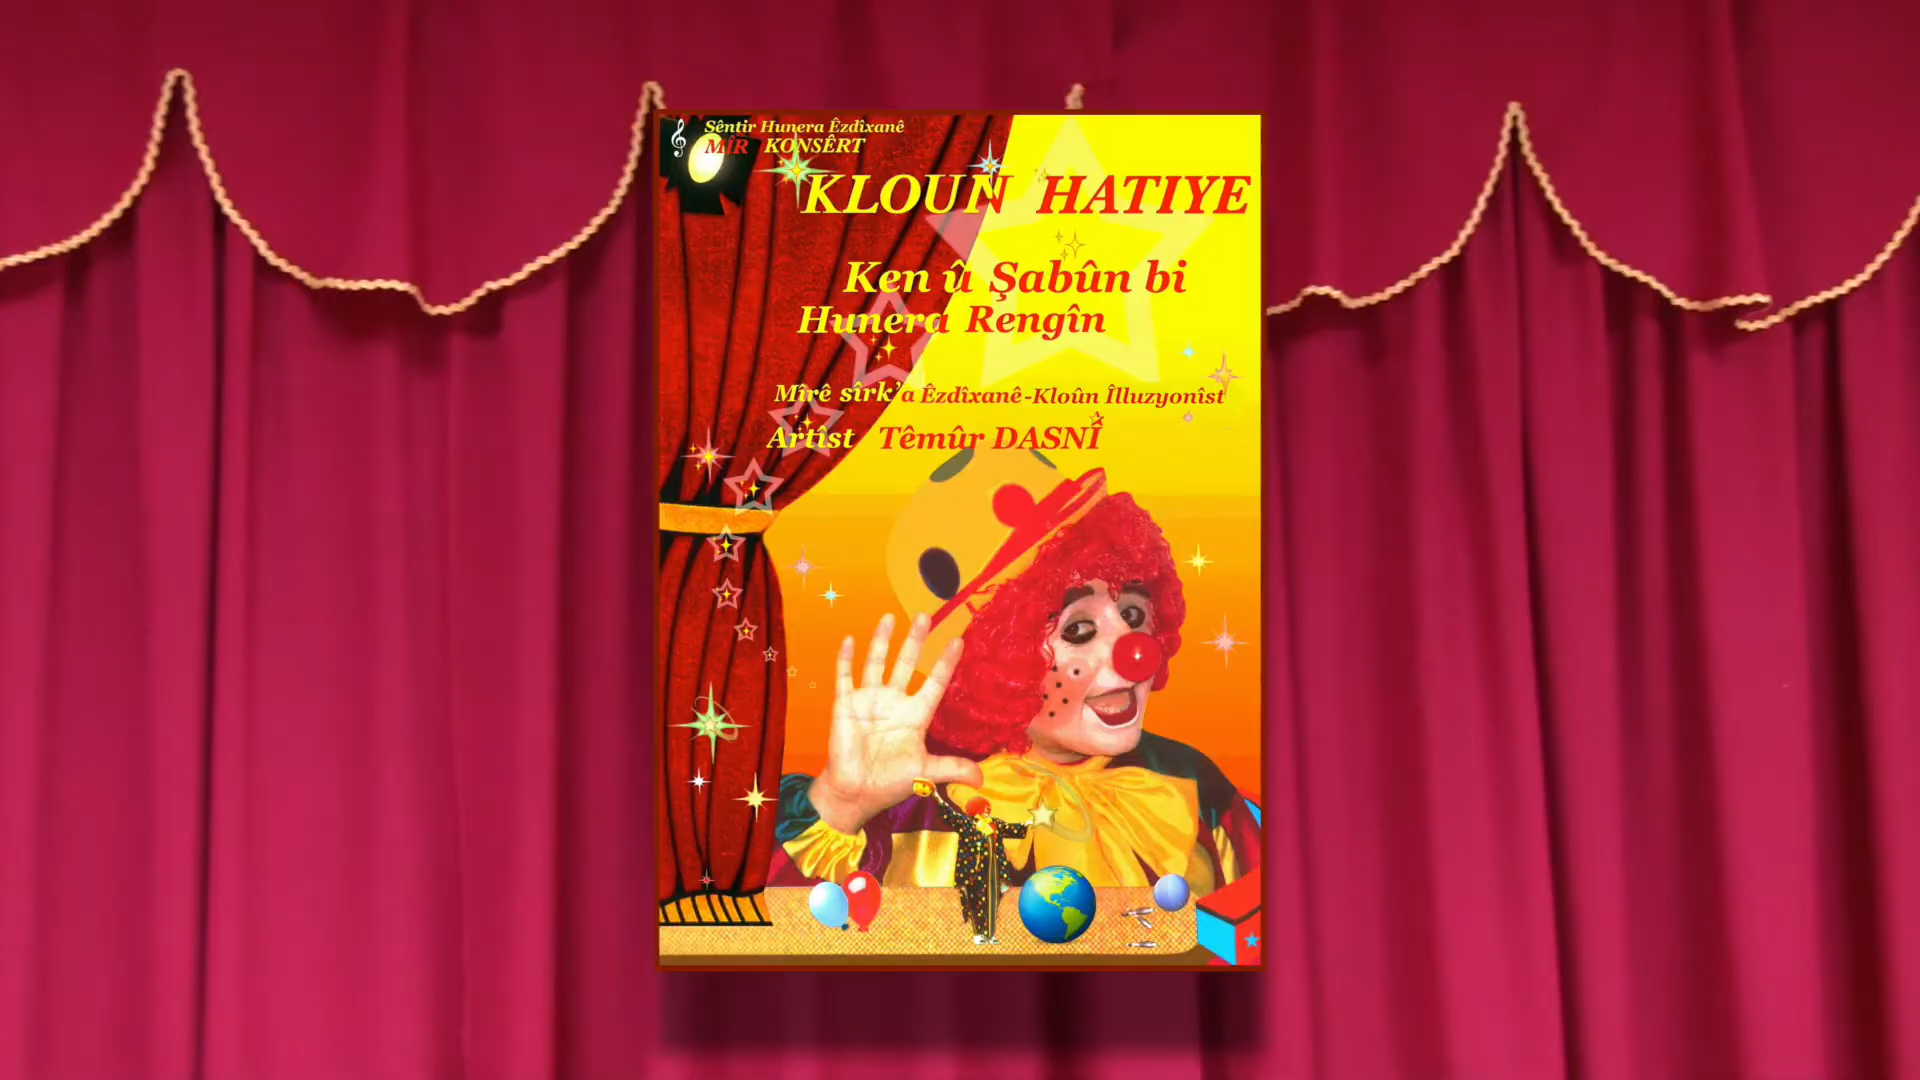 Sêntir Hunera Êzdîxanê
MÎR KONSÊRT
KLOUN HATIYE
Ken û Şabûn bi
Hunera Rengîn
Mîrê sîrk'a Êzdîxanê-Kloûn Îlluzyonîst
Artîst Têmûr DASNÎ